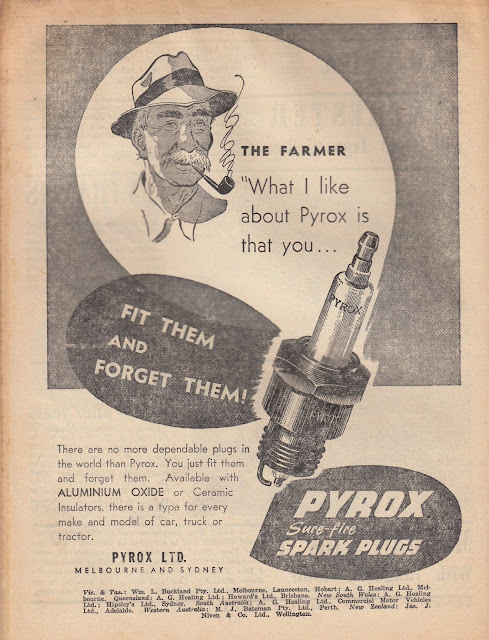 THE FARMER
"What I like
about Pyrox is
that you...
PYROX
FIT THEM
AND
FORGET THEM!
PYROX
There are no more dependable plugs in
the world than Pyrox. You just fit them
and forget them. Available with
ALUMINIUM OXIDE or Ceramic
Insulators, there is a type for every
make and model of car, truck or
tractor.
PYROX LTD.
MELBOURNE AND SYDNEY
PYROX
Sure-fire
SPARK PLUGS
Vic. & Tas.: Wm. L. Buckland Pty. Ltd., Melbourne, Launceston, Hobart; A. G. Healing Ltd., Mel-
bourne. Queensland: A. G. Healing Ltd.; Howard's Ltd., Brisbane. New South Wales: A. G. Healing
Ltd.; Hipsley's Ltd., Sydney. South Australia: A. G. Healing Ltd., Commercial Motor Vehicles
Ltd., Adelaide. Western Australia: M. J. Bateman Pty. Ltd., Perth. New Zealand: Jas. J.
Niven & Co. Ltd., Wellington.